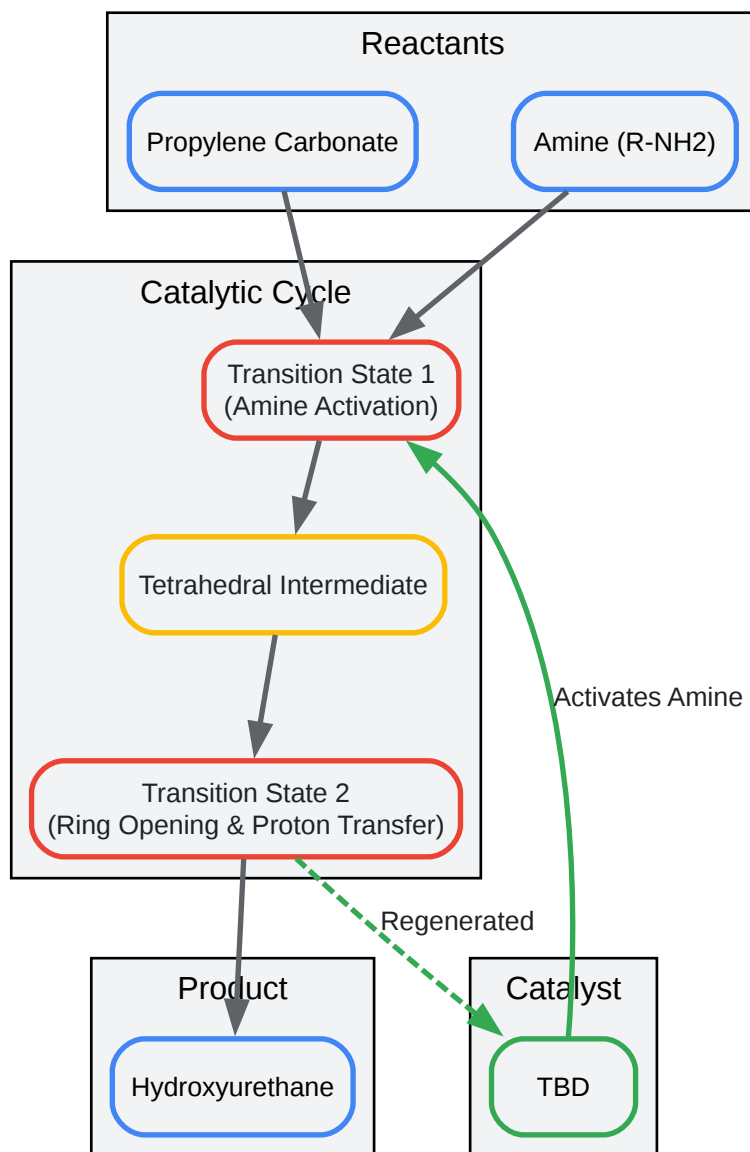 Reactants
Propylene Carbonate
Amine (R-NH2)
Catalytic Cycle
Transition State 1
(Amine Activation)
Tetrahedral Intermediate
Activates Amine
Transition State 2
(Ring Opening & Proton Transfer)
Regenerated
Product
Catalyst
Hydroxyurethane
TBD